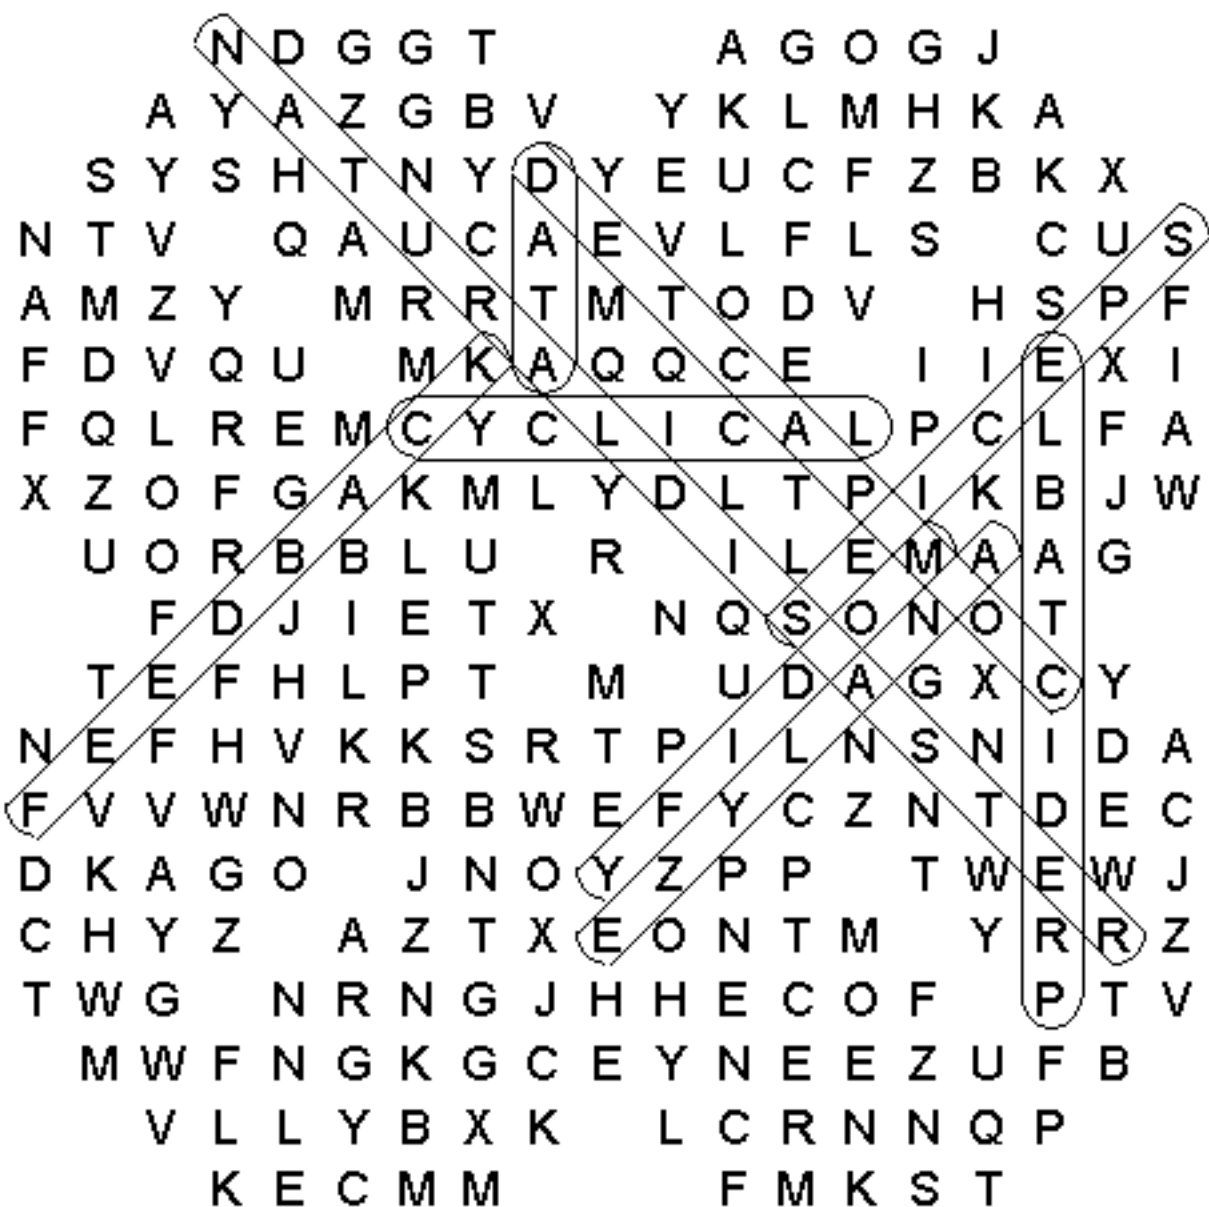 N D G G T A G O G J
A Y A Z G B V Y K L M H K A
S Y S H T N Y D Y E U C F Z B K X
N T V Q A U C A E V L F L S C U S
A M Z Y M R R T M T O D V H S P F
F D V Q U M K A Q Q C E I I E X I
F Q L R E M C Y C L I C A L P C L F A
X Z O F G A K M L Y D L T P I K B J W
U O R B B L U R I L E M A A G
F D J I E T X N Q S O N O T
T E F H L P T M U D A G X C Y
N E F H V K K S R T P I L N S N I D A
F V V W N R B B W E F Y C Z N T D E C
D K A G O J N O Y Z P P T W E W J
C H Y Z A Z T X E O N T M Y R R Z
T W G N R N G J H H E C O F P T V
M W F N G K G C E Y N E E Z U F B
V L L Y B X K L C R N N Q P
K E C M M F M K S T